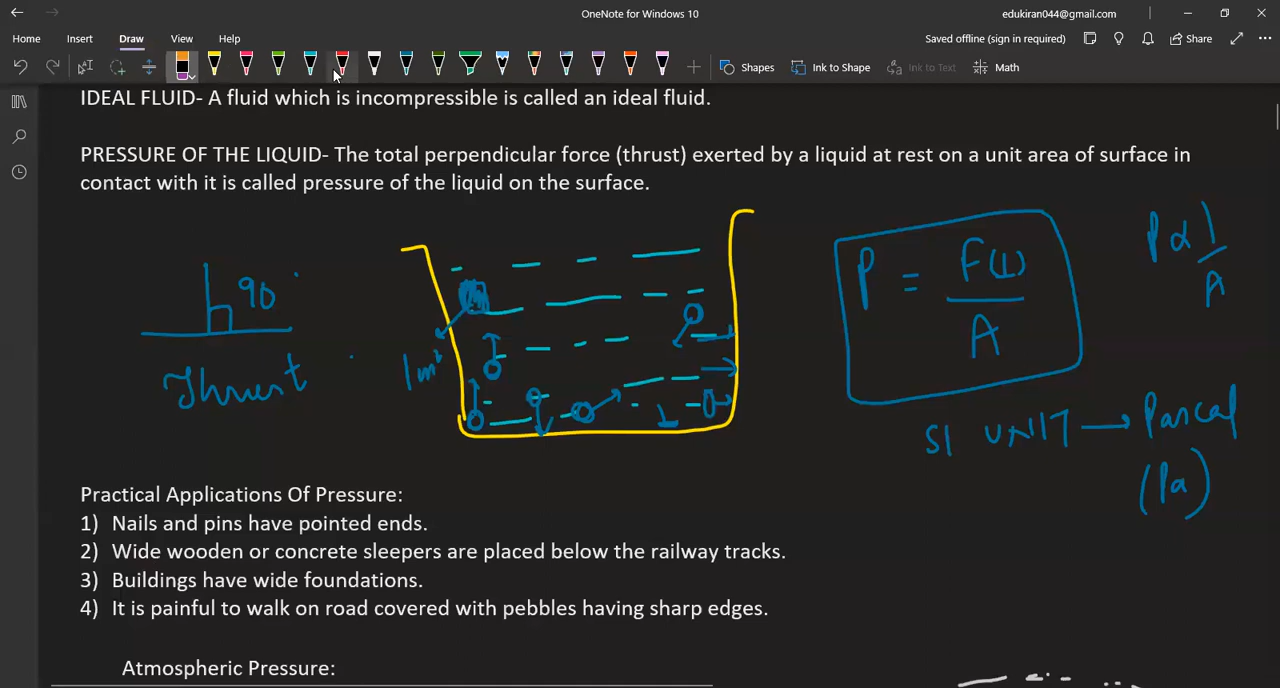 OneNote for Windows 10
edukiran044@gmail.com
Home Insert Draw View Help
Saved offline (sign in required)
Share
Shapes
Ink to Shape
Ink to Text
Math
IDEAL FLUID- A fluid which is incompressible is called an ideal fluid.
PRESSURE OF THE LIQUID- The total perpendicular force (thrust) exerted by a liquid at rest on a unit area of surface in
contact with it is called pressure of the liquid on the surface.
90
Thrust
1m²
P = F(⊥)/A
P ∝ 1/A
SI UNIT → Pascal
(Pa)
Practical Applications Of Pressure:
1) Nails and pins have pointed ends.
2) Wide wooden or concrete sleepers are placed below the railway tracks.
3) Buildings have wide foundations.
4) It is painful to walk on road covered with pebbles having sharp edges.
Atmospheric Pressure: